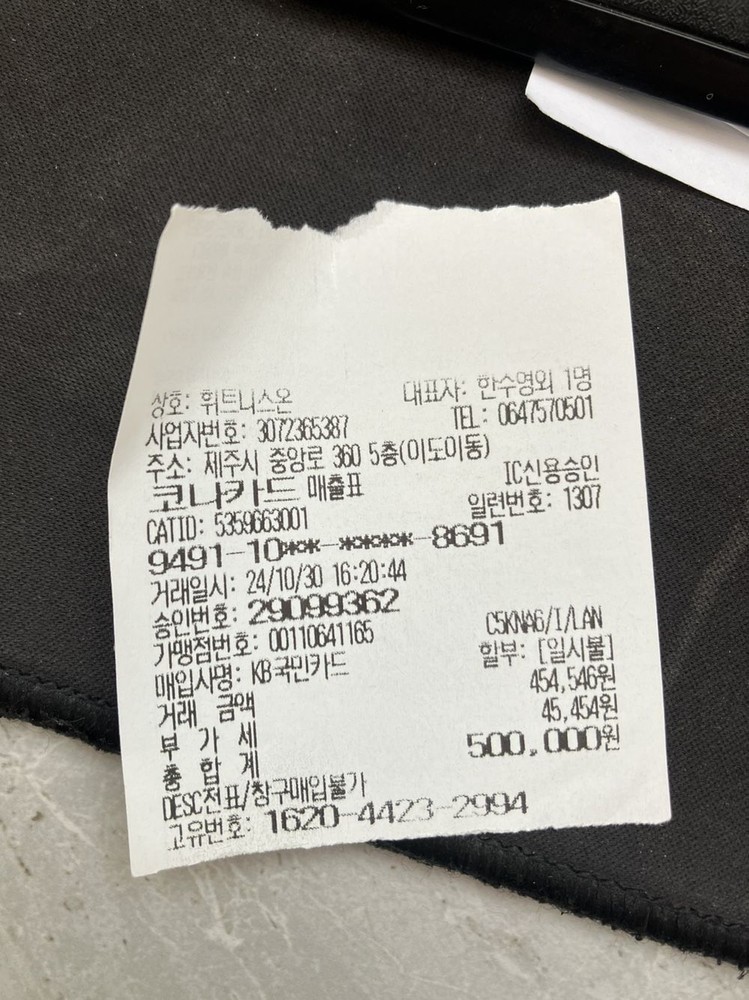 상호: 휘트니스온 대표자: 한수영외 1명
사업자번호: 3072365387 TEL: 0647570501
주소: 제주시 중앙로 360 5층(이도이동)
코나카드 매출표 IC신용승인
CATID: 5359663001 일련번호: 1307
9491-10**-****-8691
거래일시: 24/10/30 16:20:44
승인번호: 29099362
가맹점번호: 00110641165 C5KNA6/I/LAN
매입사명: KB국민카드 할부: [일시불]
거래 금액 454,546원
부 가 세 45,454원
총 합 계 500,000원
DESC전표/창구매입불가
고유번호: 1620-4423-2994